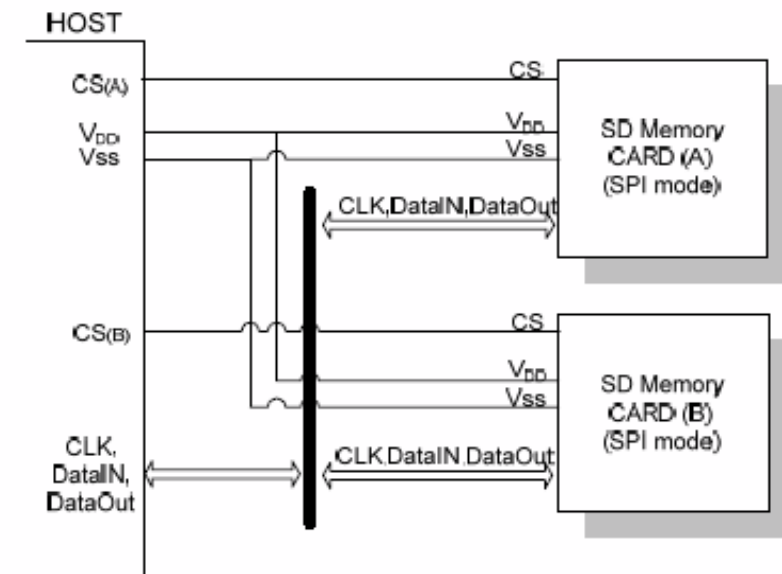 HOST
CS(A)
VDD
Vss
CS
VDD
Vss
SD Memory
CARD (A)
(SPI mode)
CLK,DataIN,DataOut
CS(B)
CS
VDD
Vss
SD Memory
CARD (B)
(SPI mode)
CLK,
DataIN,
DataOut
CLK,DataIN,DataOut